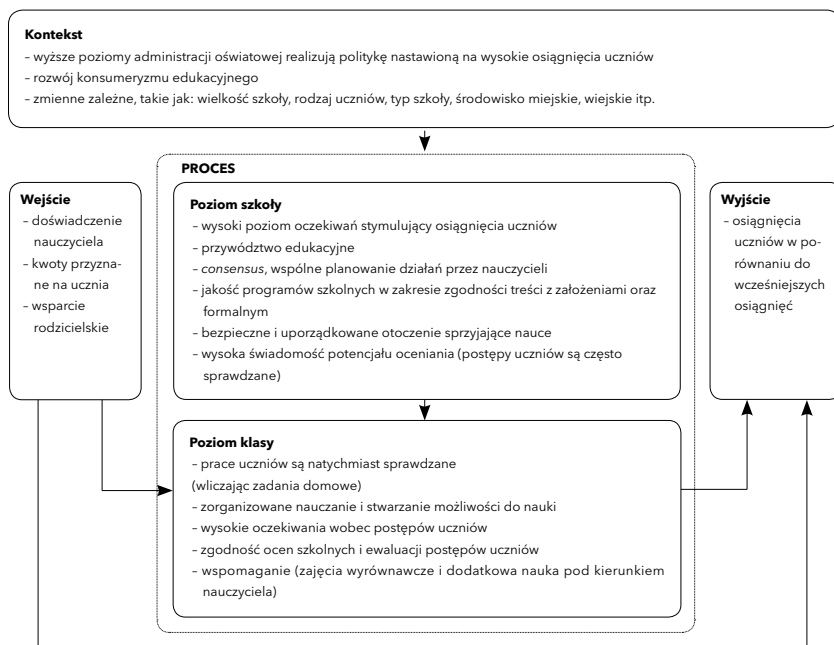 Kontekst
– wyższe poziomy administracji oświatowej realizują politykę nastawioną na wysokie osiągnięcia uczniów
– rozwój konsumeryzmu edukacyjnego
– zmienne zależne, takie jak: wielkość szkoły, rodzaj uczniów, typ szkoły, środowisko miejskie, wiejskie itp.
Wejście
– doświadczenie
nauczyciela
– kwoty przyzna-
ne na ucznia
– wsparcie
rodzicielskie
PROCES
Poziom szkoły
– wysoki poziom oczekiwań stymulujący osiągnięcia uczniów
– przywództwo edukacyjne
– consensus, wspólne planowanie działań przez nauczycieli
– jakość programów szkolnych w zakresie zgodności treści z założeniami oraz
formalnym
– bezpieczne i uporządkowane otoczenie sprzyjające nauce
– wysoka świadomość potencjału oceniania (postępy uczniów są często
sprawdzane)
Poziom klasy
– prace uczniów są natychmiast sprawdzane
(wliczając zadania domowe)
– zorganizowane nauczanie i stwarzanie możliwości do nauki
– wysokie oczekiwania wobec postępów uczniów
– zgodność ocen szkolnych i ewaluacji postępów uczniów
– wspomaganie (zajęcia wyrównawcze i dodatkowa nauka pod kierunkiem
nauczyciela)
Wyjście
– osiągnięcia
uczniów w po-
równaniu do
wcześniejszych
osiągnięć